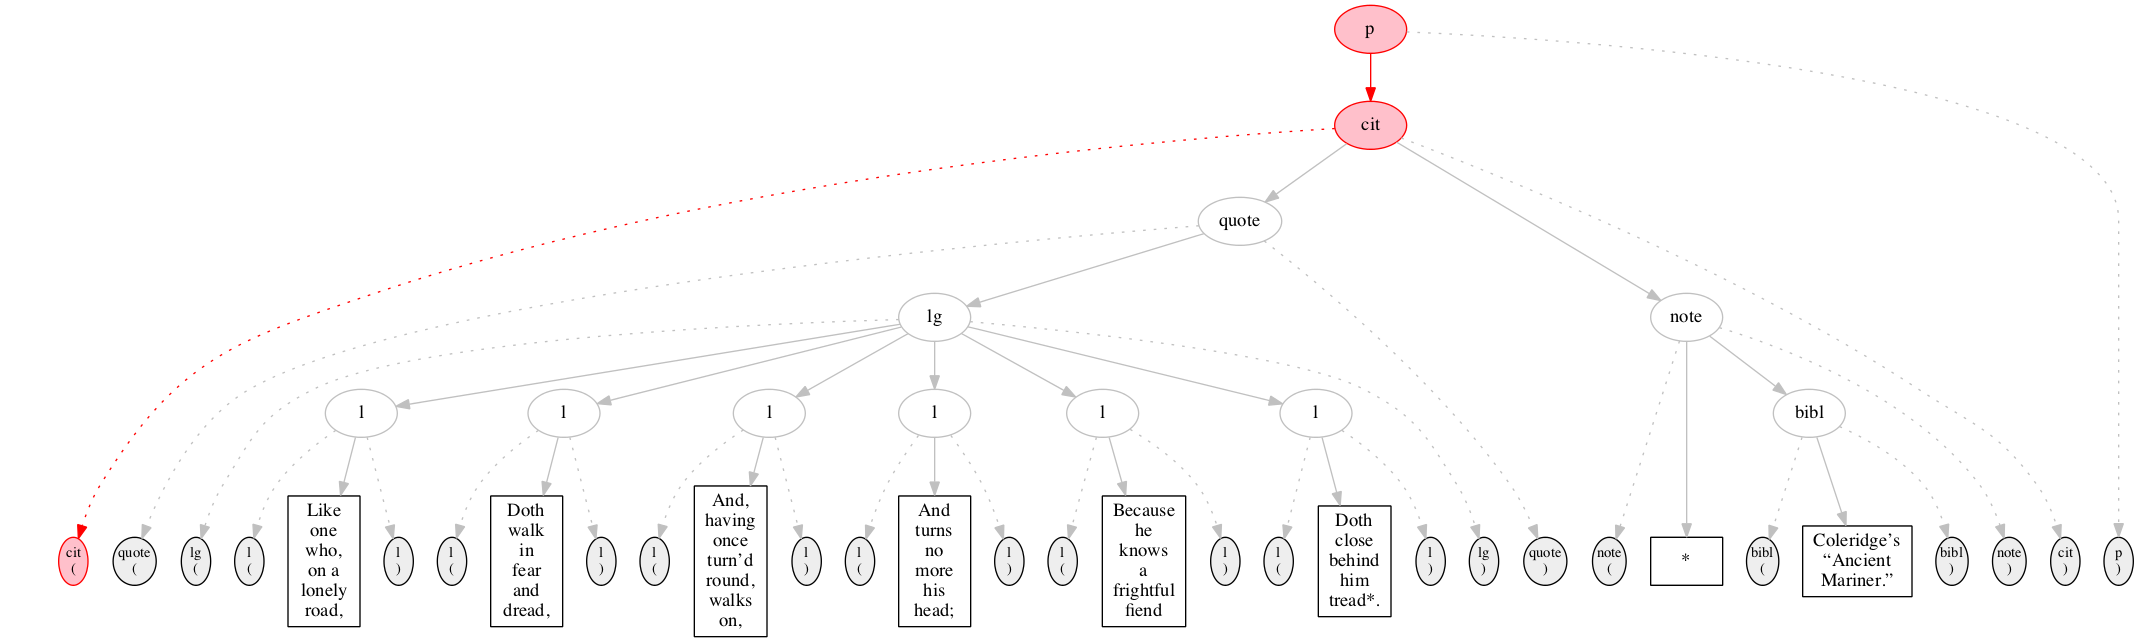 p
cit
quote
lg
note
l
l
l
l
l
l
bibl
cit
(
quote
(
lg
(
l
(
Like
one
who,
on a
lonely
road,
l
)
l
(
Doth
walk
in
fear
and
dread,
l
)
l
(
And,
having
once
turn’d
round,
walks
on,
l
)
l
(
And
turns
no
more
his
head;
l
)
l
(
Because
he
knows
a
frightful
fiend
l
)
l
(
Doth
close
behind
him
tread*.
l
)
lg
)
quote
)
note
(
*
bibl
(
Coleridge’s
“Ancient
Mariner.”
bibl
)
note
)
cit
)
p
)